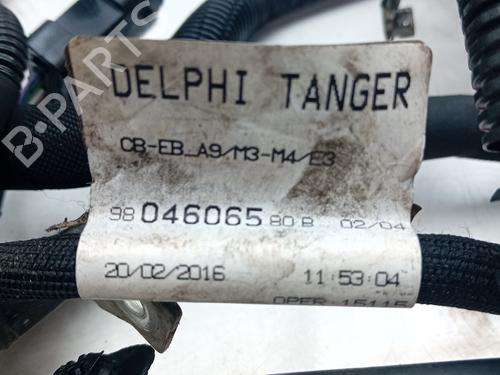 B-PARTS
DELPHI TANGER
CB-EB_A9/M3-M4/E3
98 046065 80 B 02/04
20/02/2016 11:53:04
OPER